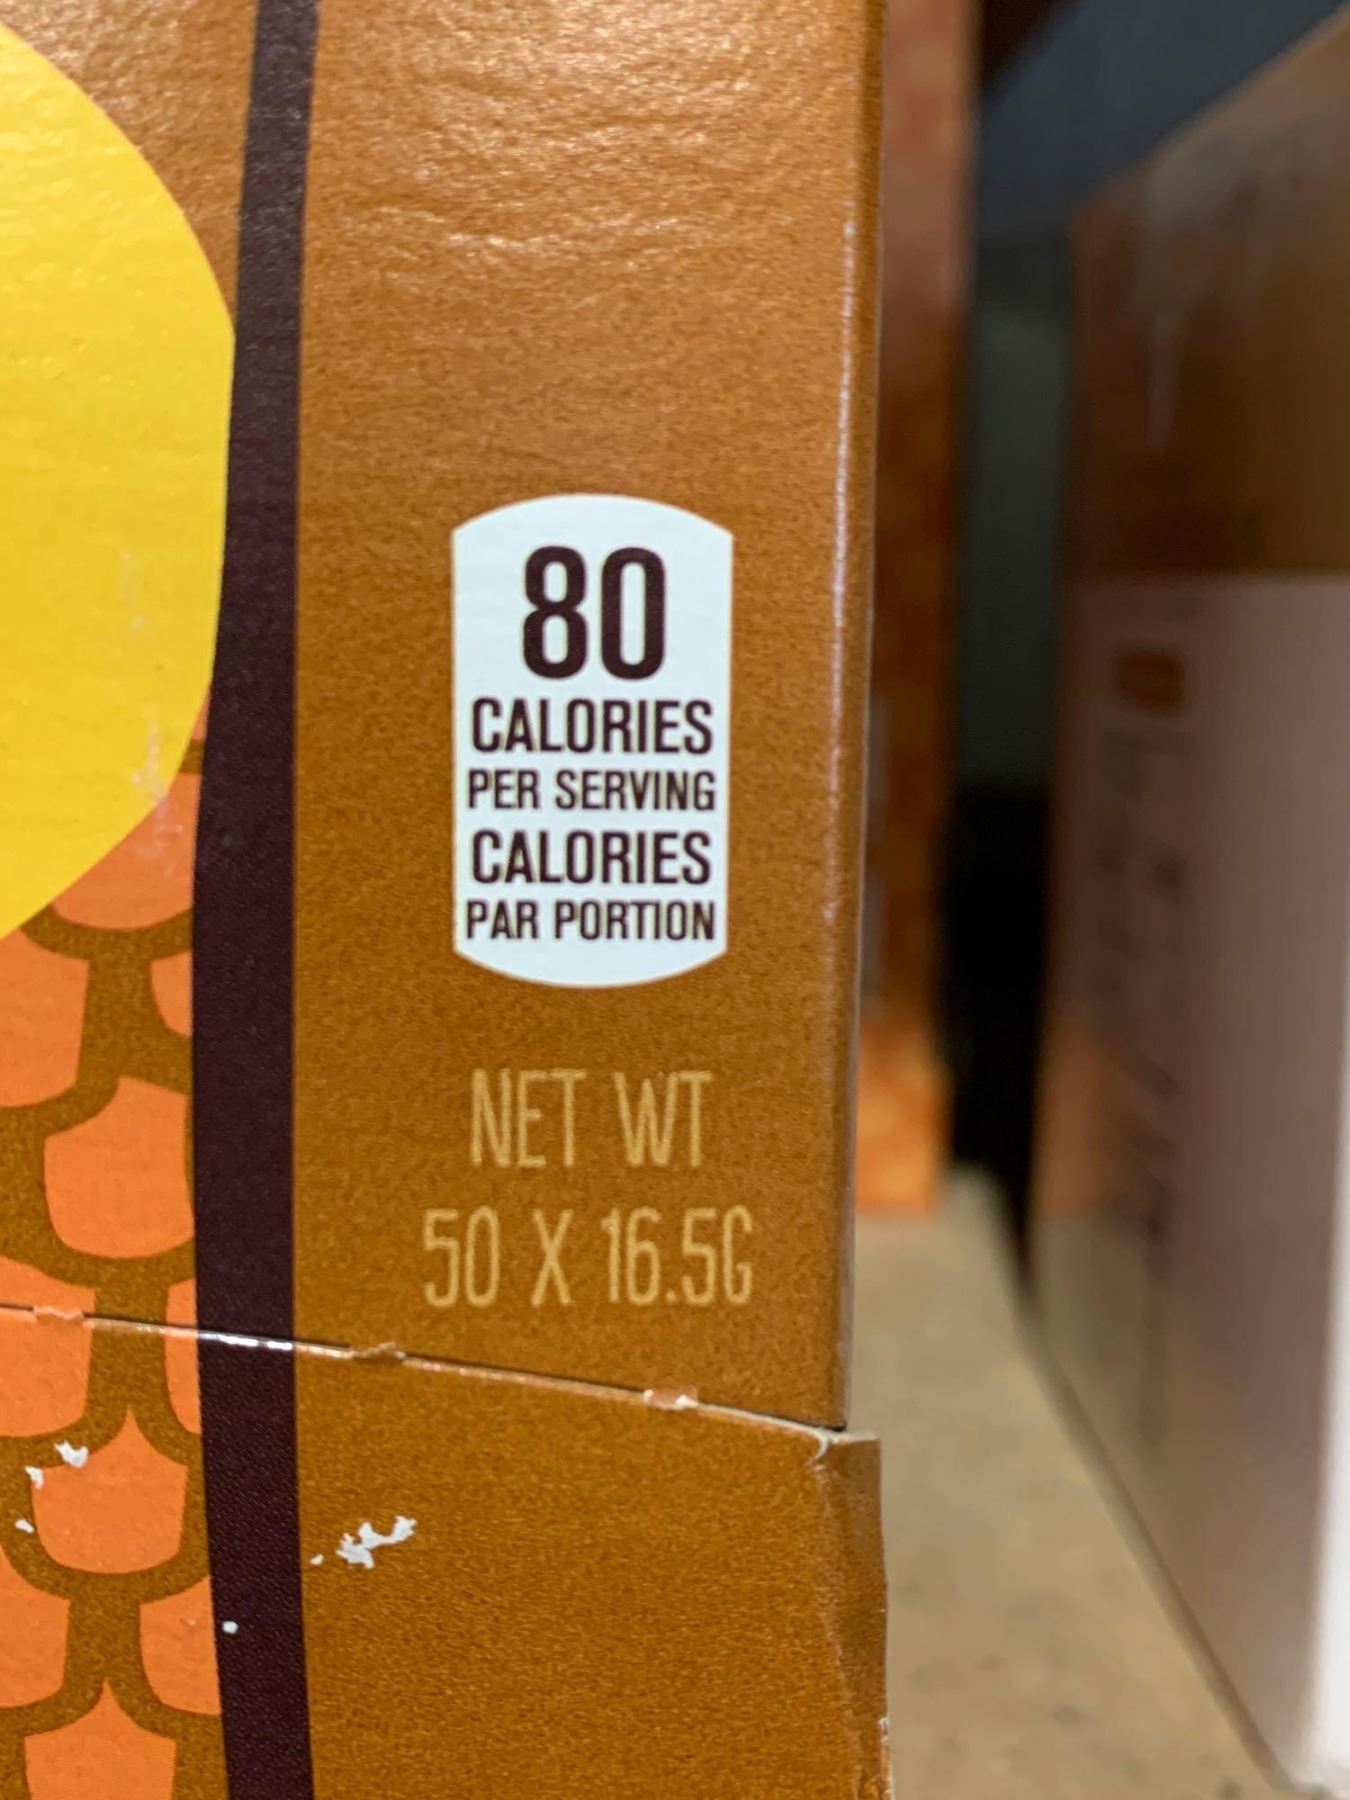 80
CALORIES
PER SERVING
CALORIES
PAR PORTION
NET WT
50 X 16.5G